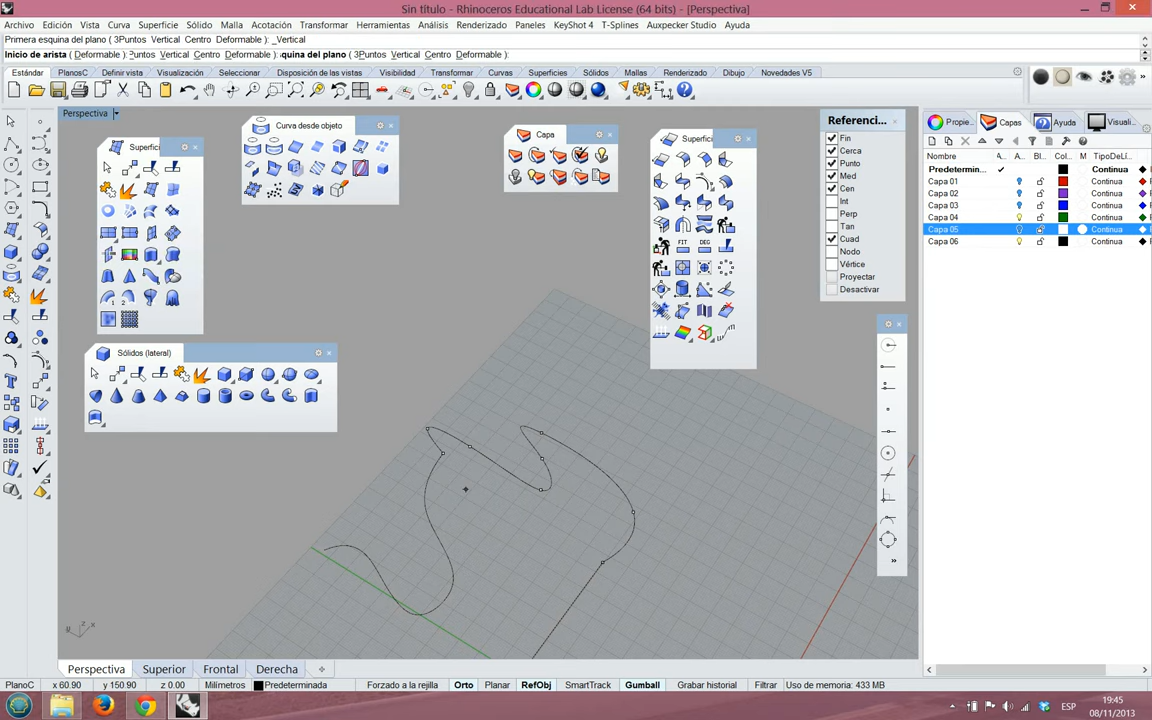 Sin título - Rhinoceros Educational Lab License (64 bits) - [Perspectiva]
Archivo Edición Vista Curva Superficie Sólido Malla Acotación Transformar Herramientas Análisis Renderizado Paneles KeyShot 4 T-Splines Auxpecker Studio Ayuda
Primera esquina del plano ( 3Puntos Vertical Centro Deformable ): _Vertical
Inicio de arista ( Deformable ): Puntos Vertical Centro Deformable ): quina del plano ( 3Puntos Vertical Centro Deformable ):
Estándar PlanosC Definir vista Visualización Seleccionar Disposición de las vistas Visibilidad Transformar Curvas Superficies Sólidos Mallas Renderizado Dibujo Novedades V5
Perspectiva
Superfici
Curva desde objeto
Capa
Superfici
FIT DEG
1 2
Sólidos (lateral)
Referenci...
Fin
Cerca
Punto
Med
Cen
Int
Perp
Tan
Cuad
Nodo
Vértice
Proyectar
Desactivar
Propie... Capas Ayuda Visuali...
Nombre A... A... Bl... Col... M TipoDeLí...
Predetermin... Continua
Capa 01 Continua
Capa 02 Continua
Capa 03 Continua
Capa 04 Continua
Capa 05 Continua
Capa 06 Continua
z
y x
Perspectiva Superior Frontal Derecha
PlanoC x 60.90 y 150.90 z 0.00 Milímetros Predeterminada Forzado a la rejilla Orto Planar RefObj SmartTrack Gumball Grabar historial Filtrar Uso de memoria: 433 MB
ESP
19:45
08/11/2013